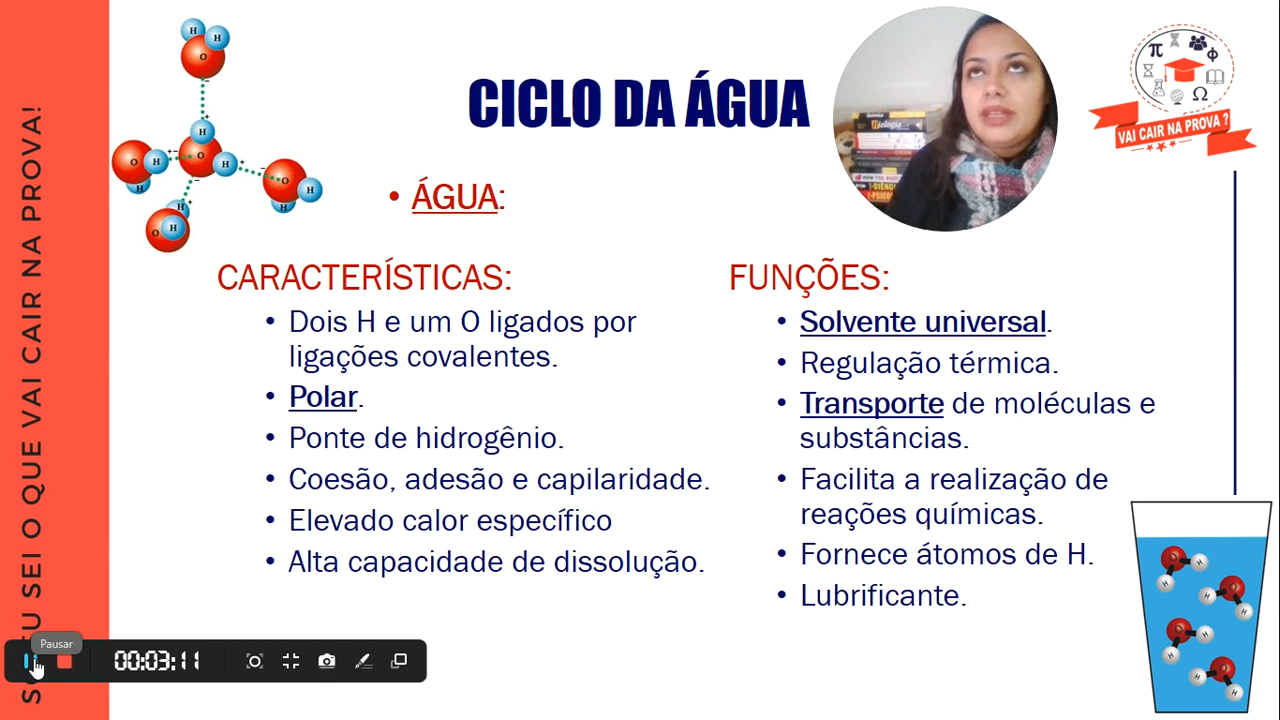 CICLO DA ÁGUA
VAI CAIR NA PROVA ?
• ÁGUA:
CARACTERÍSTICAS:
• Dois H e um O ligados por
ligações covalentes.
• Polar.
• Ponte de hidrogênio.
• Coesão, adesão e capilaridade.
• Elevado calor específico
• Alta capacidade de dissolução.
FUNÇÕES:
• Solvente universal.
• Regulação térmica.
• Transporte de moléculas e
substâncias.
• Facilita a realização de
reações químicas.
• Fornece átomos de H.
• Lubrificante.
U SEI O QUE VAI CAIR NA PROVA!
Pausar
00:03:11
H
H
O
H
O
H
H
O
H
H
O
H
H
H
O
H
π
Φ
Ω
Biologia
H
H
H
H
H
H
H
H